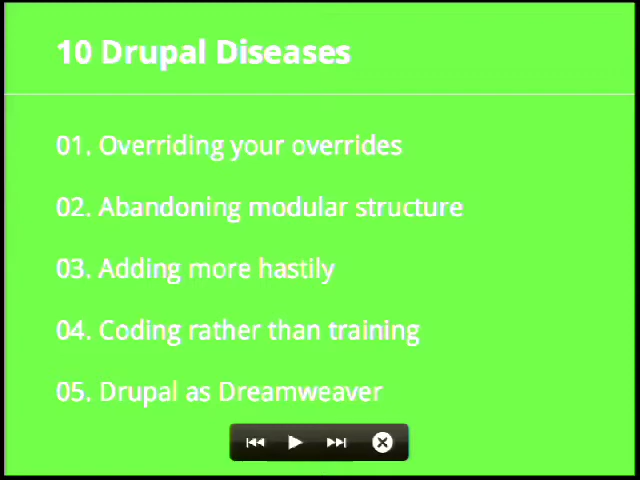 10 Drupal Diseases
01. Overriding your overrides
02. Abandoning modular structure
03. Adding more hastily
04. Coding rather than training
05. Drupal as Dreamweaver